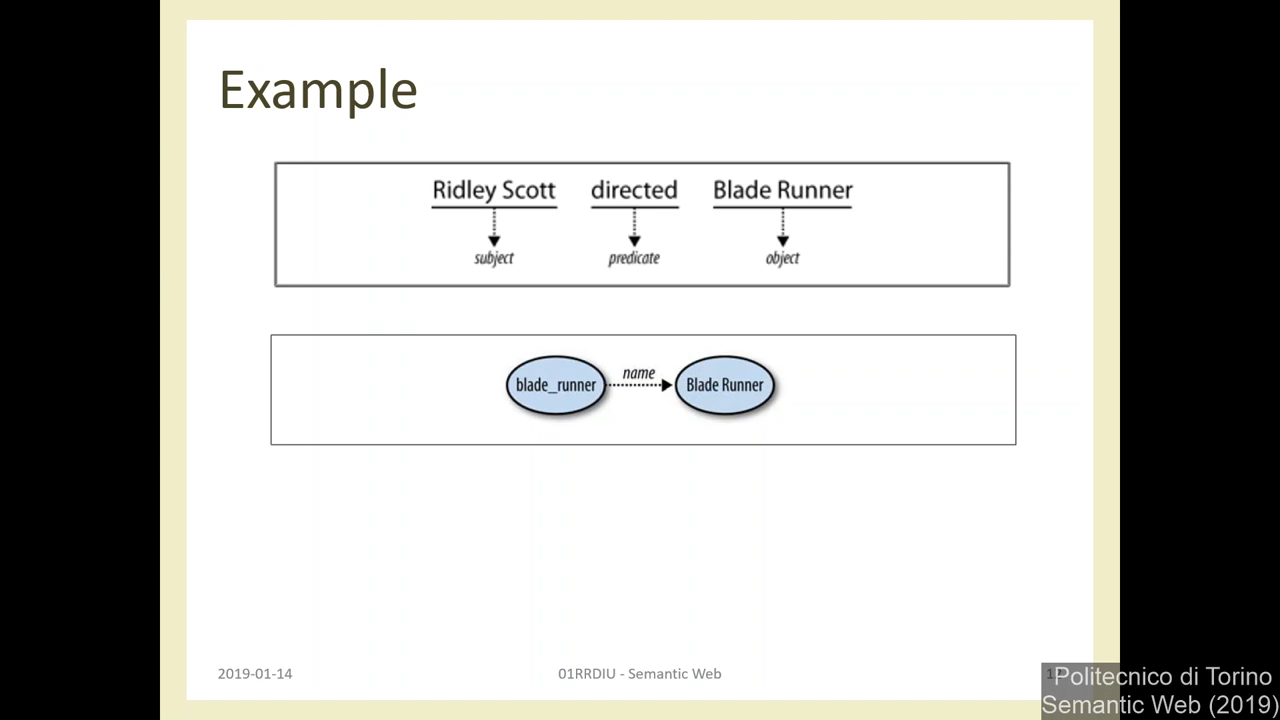 Example
Ridley Scott directed Blade Runner
subject predicate object
blade_runner name Blade Runner
2019-01-14 01RRDIU - Semantic Web
Politecnico di Torino
Semantic Web (2019)